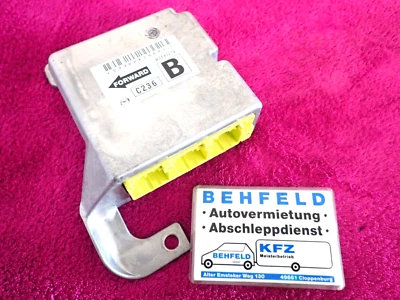 FORWARD
C236
B
BEHFELD
· Autovermietung ·
· Abschleppdienst ·
BEHFELD
KFZ
Meisterbetrieb
Alter Emsteker Weg 130
49661 Cloppenburg